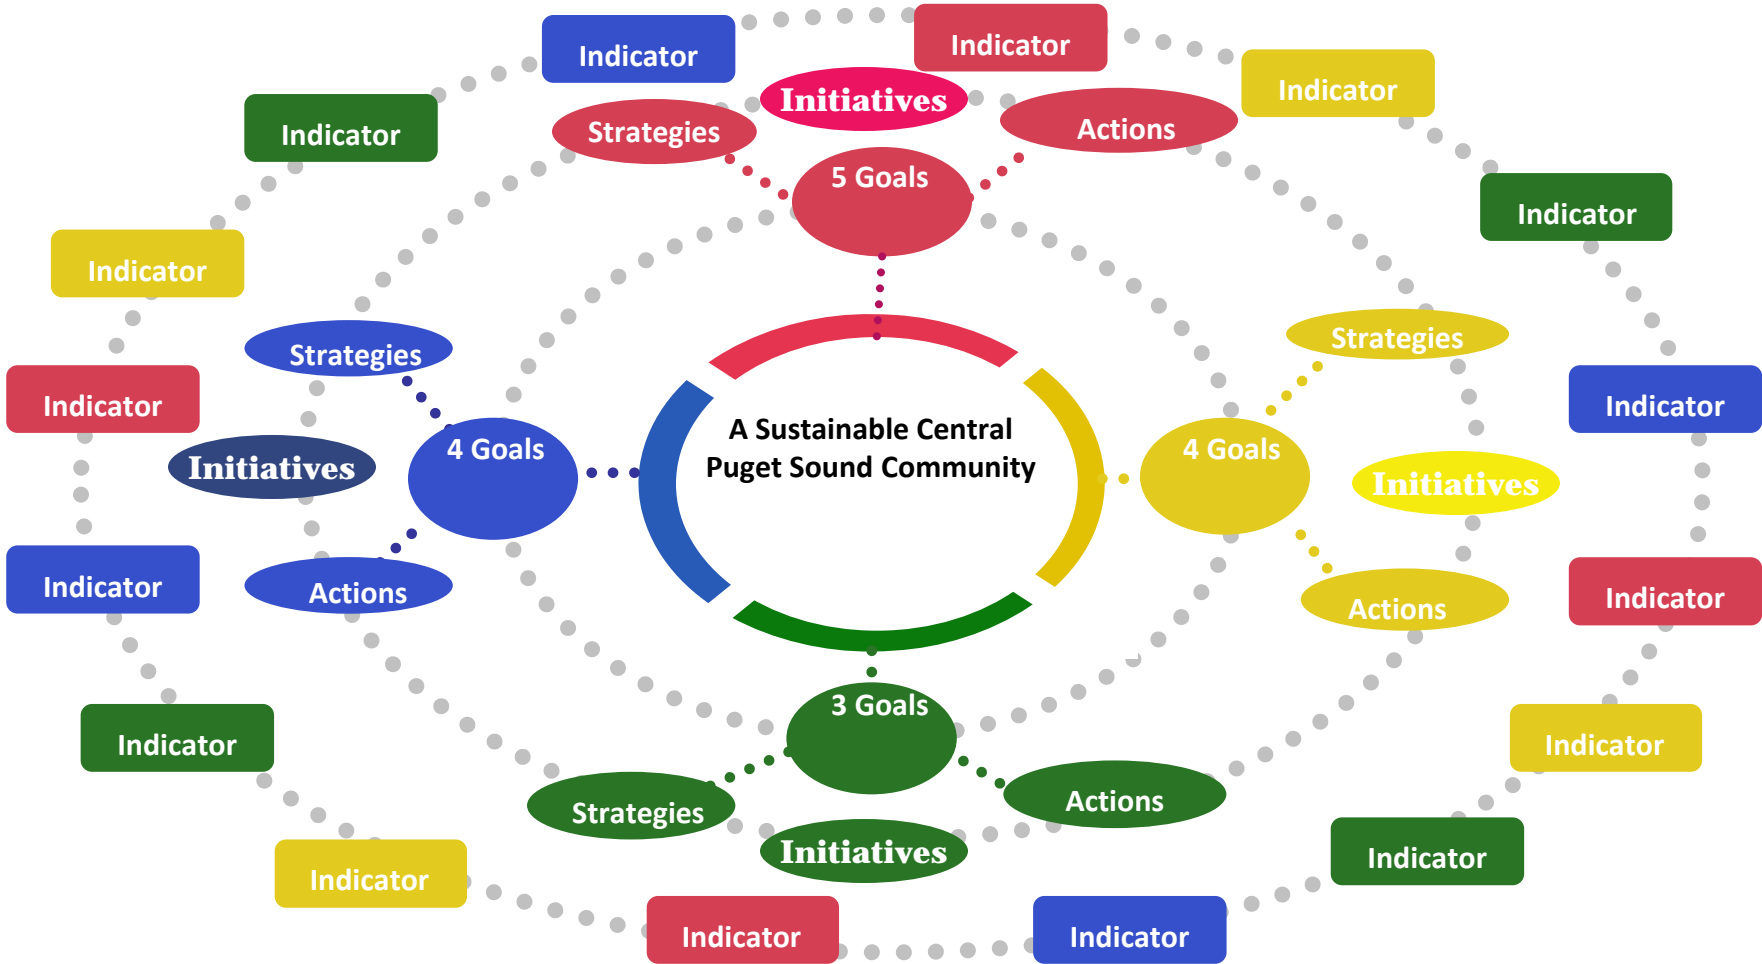 Indicator
Indicator
Indicator
Initiatives
Indicator
Strategies
Actions
5 Goals
Indicator
Indicator
Strategies
Strategies
Indicator
Indicator
A Sustainable Central
Puget Sound Community
4 Goals
4 Goals
Initiatives
Initiatives
Indicator
Actions
Indicator
Actions
3 Goals
Indicator
Indicator
Actions
Strategies
Initiatives
Indicator
Indicator
Indicator
Indicator